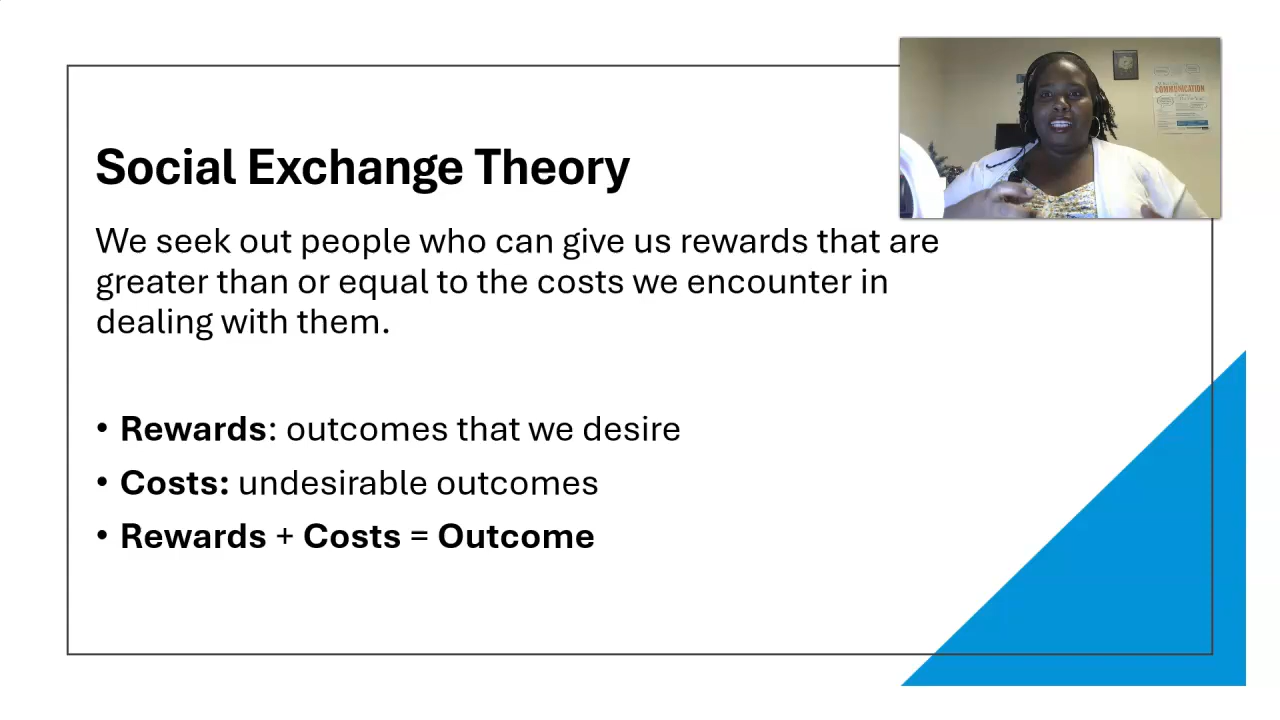 COMMUNICATION
Social Exchange Theory
We seek out people who can give us rewards that are
greater than or equal to the costs we encounter in
dealing with them.
• Rewards: outcomes that we desire
• Costs: undesirable outcomes
• Rewards + Costs = Outcome